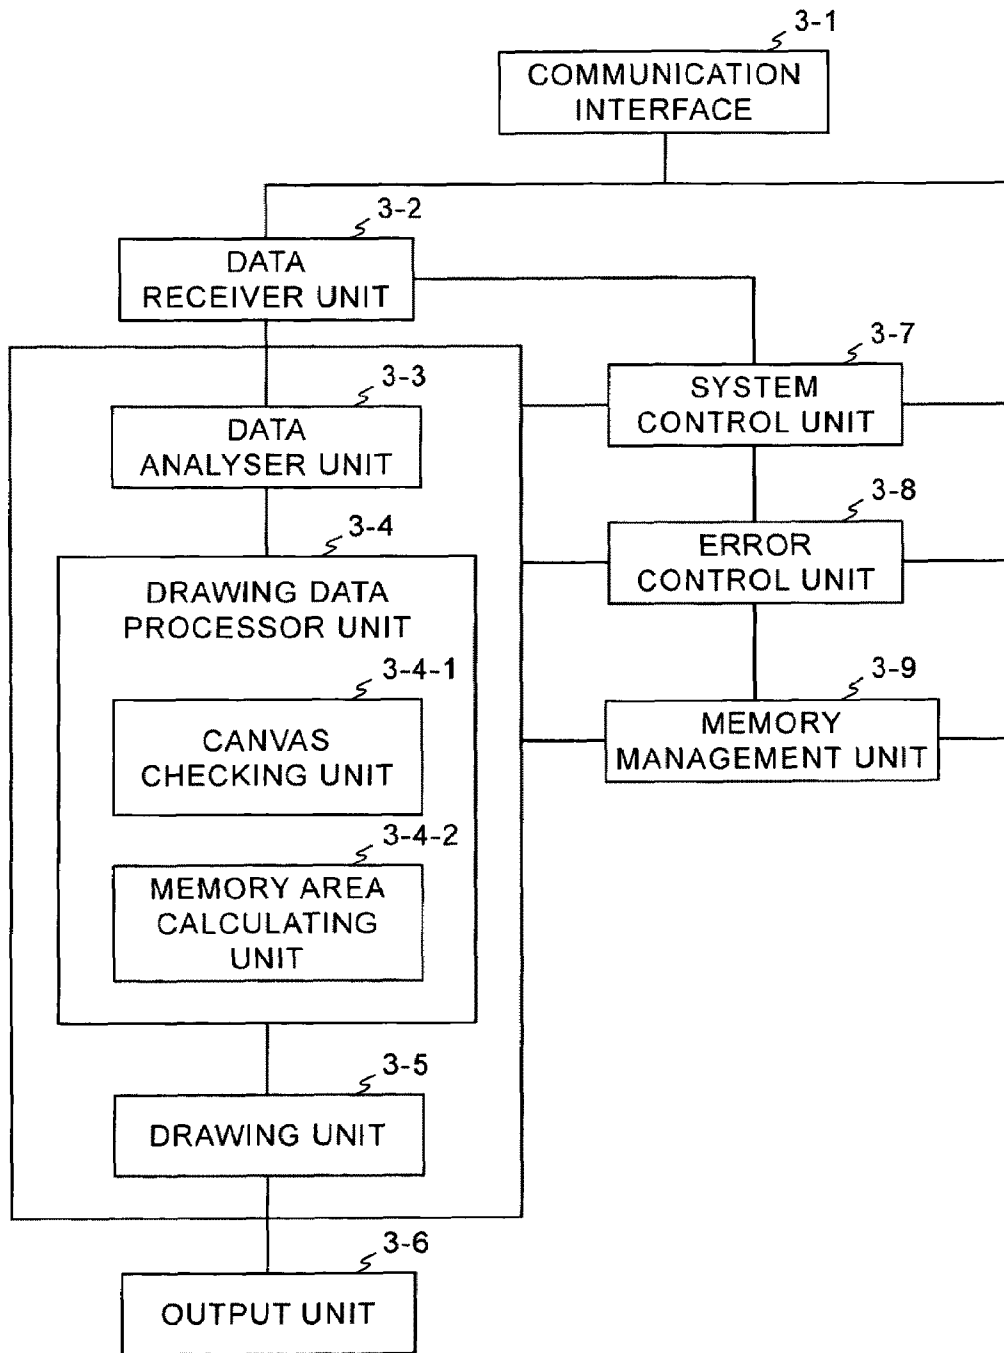 3-1
COMMUNICATION
INTERFACE
3-2
DATA
RECEIVER UNIT
3-3
DATA
ANALYSER UNIT
3-4
DRAWING DATA
PROCESSOR UNIT
3-4-1
CANVAS
CHECKING UNIT
3-4-2
MEMORY AREA
CALCULATING
UNIT
3-5
DRAWING UNIT
3-6
OUTPUT UNIT
3-7
SYSTEM
CONTROL UNIT
3-8
ERROR
CONTROL UNIT
3-9
MEMORY
MANAGEMENT UNIT